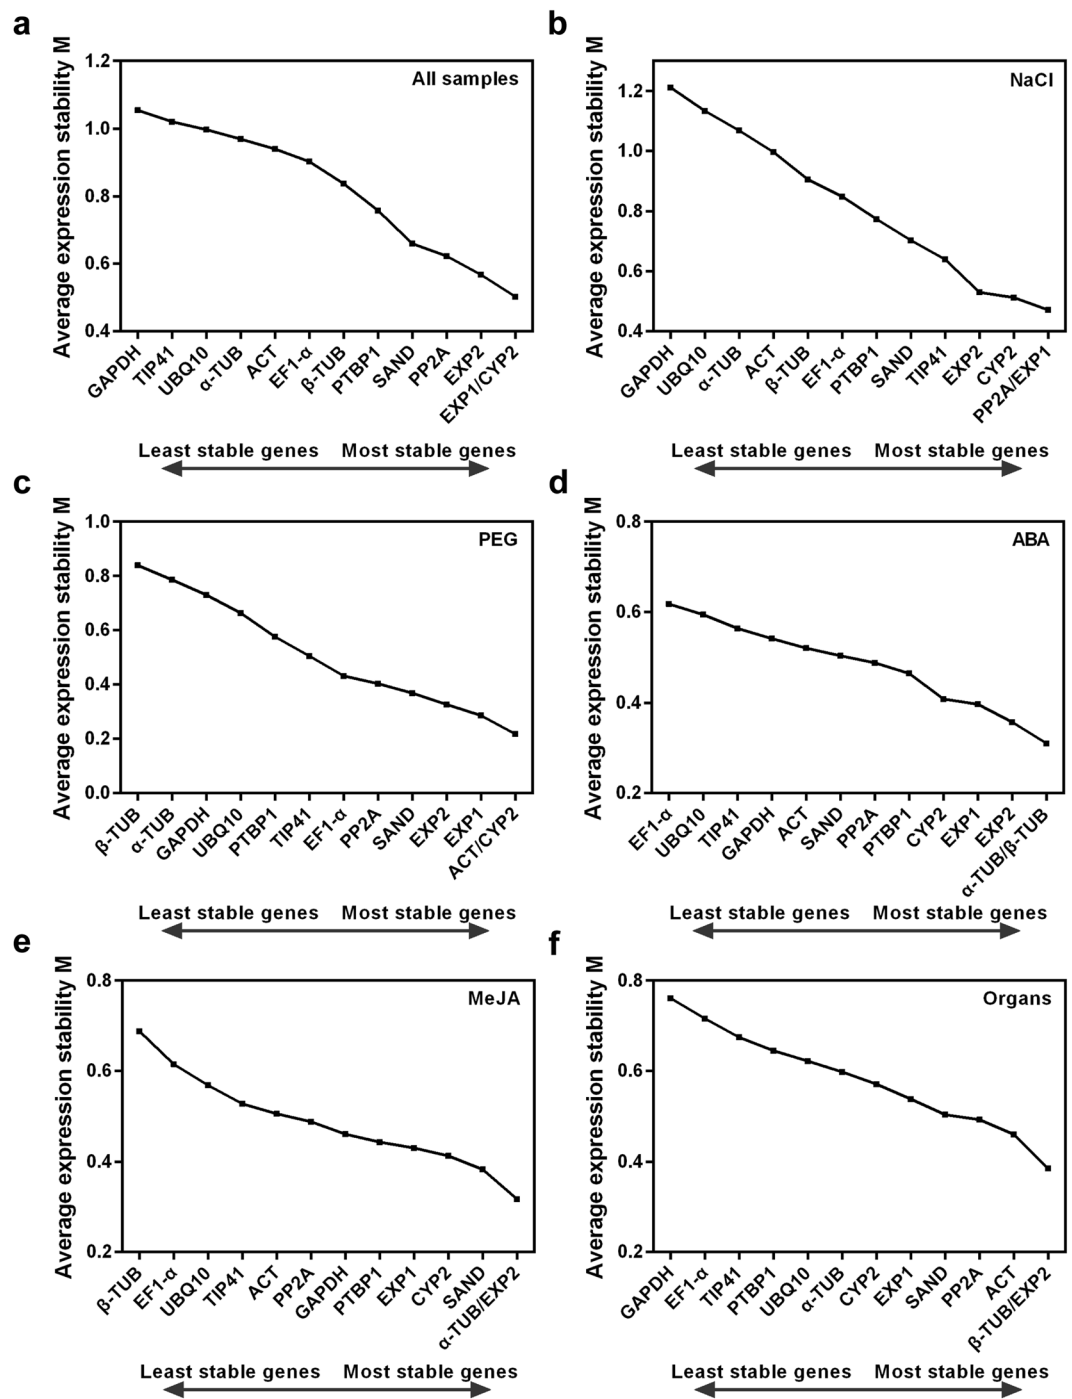 a
Average expression stability M
1.2
1.0
0.8
0.6
0.4
All samples
GAPDH
TIP41
UBQ10
α-TUB
ACT
EF1-α
β-TUB
PTBP1
SAND
PP2A
EXP2
EXP1/CYP2
Least stable genes Most stable genes
b
Average expression stability M
1.2
1.0
0.8
0.6
0.4
NaCl
GAPDH
UBQ10
α-TUB
ACT
β-TUB
EF1-α
PTBP1
SAND
TIP41
EXP2
CYP2
PP2A/EXP1
Least stable genes Most stable genes
c
Average expression stability M
1.0
0.8
0.6
0.4
0.2
0.0
PEG
β-TUB
α-TUB
GAPDH
UBQ10
PTBP1
TIP41
EF1-α
PP2A
SAND
EXP2
EXP1
ACT/CYP2
Least stable genes Most stable genes
d
Average expression stability M
0.8
0.6
0.4
0.2
ABA
EF1-α
UBQ10
TIP41
GAPDH
ACT
SAND
PP2A
PTBP1
CYP2
EXP1
EXP2
α-TUB/β-TUB
Least stable genes Most stable genes
e
Average expression stability M
0.8
0.6
0.4
0.2
MeJA
β-TUB
EF1-α
UBQ10
TIP41
ACT
PP2A
GAPDH
PTBP1
EXP1
CYP2
SAND
α-TUB/EXP2
Least stable genes Most stable genes
f
Average expression stability M
0.8
0.6
0.4
0.2
Organs
GAPDH
EF1-α
TIP41
PTBP1
UBQ10
α-TUB
CYP2
EXP1
SAND
PP2A
ACT
β-TUB/EXP2
Least stable genes Most stable genes